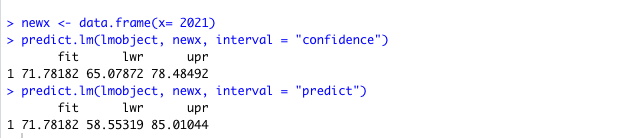 > newx <- data.frame(x= 2021)
> predict.lm(lmobject, newx, interval = "confidence")
       fit      lwr      upr
1 71.78182 65.07872 78.48492
> predict.lm(lmobject, newx, interval = "predict")
       fit      lwr      upr
1 71.78182 58.55319 85.01044